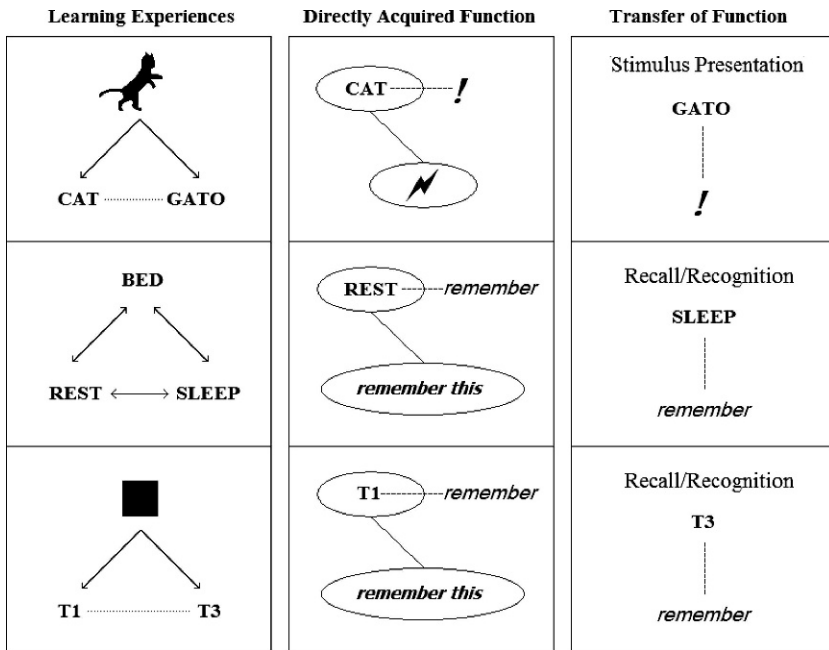 Learning Experiences
Directly Acquired Function
Transfer of Function
CAT GATO
CAT !
Stimulus Presentation
GATO
!
BED
REST SLEEP
REST remember
remember this
Recall/Recognition
SLEEP
remember
T1 T3
T1 remember
remember this
Recall/Recognition
T3
remember